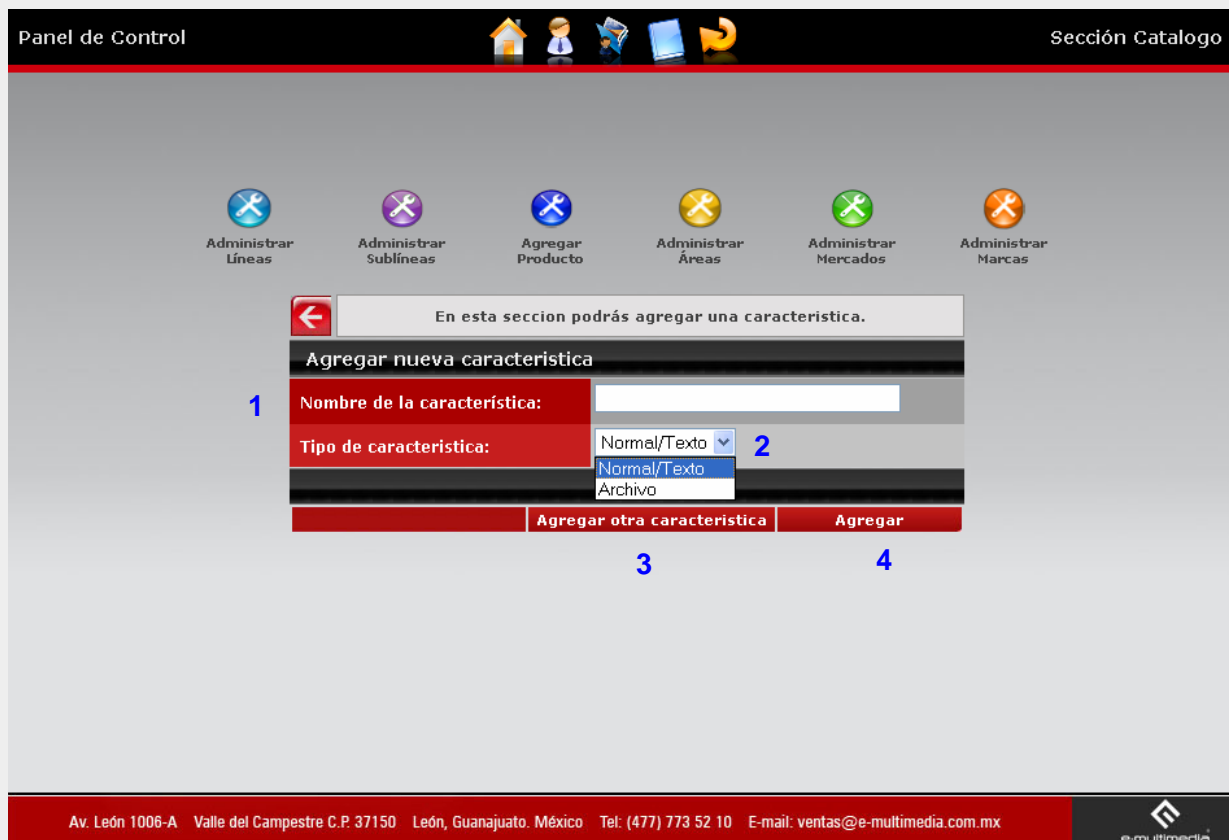 Panel de Control
Sección Catalogo
Administrar Líneas
Administrar Sublíneas
Agregar Producto
Administrar Áreas
Administrar Mercados
Administrar Marcas
En esta seccion podrás agregar una caracteristica.
Agregar nueva caracteristica
1 Nombre de la característica:
Tipo de caracteristica: Normal/Texto 2
Normal/Texto
Archivo
Agregar otra caracteristica Agregar
3 4
Av. León 1006-A Valle del Campestre C.P. 37150 León, Guanajuato. México Tel: (477) 773 52 10 E-mail: ventas@e-multimedia.com.mx
e-multimedia